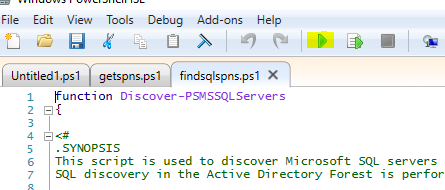 Windows PowerShell ISE
File Edit View Tools Debug Add-ons Help
Untitled1.ps1 getspns.ps1 findsqlspns.ps1
1 function Discover-PSMSSQLServers
2 {
3
4 <#
5 .SYNOPSIS
6 This script is used to discover Microsoft SQL servers
7 SQL discovery in the Active Directory Forest is perfor